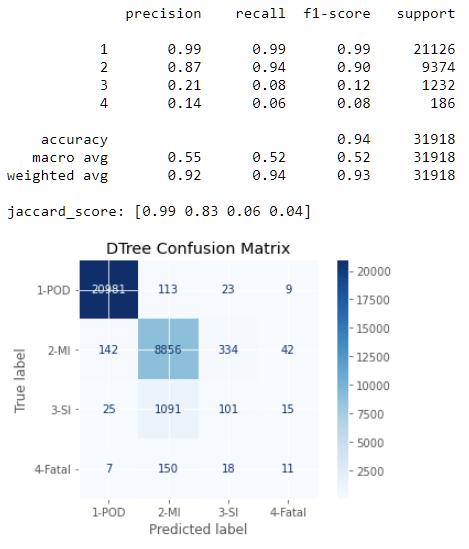 precision recall f1-score support
1 0.99 0.99 0.99 21126
2 0.87 0.94 0.90 9374
3 0.21 0.08 0.12 1232
4 0.14 0.06 0.08 186
accuracy 0.94 31918
macro avg 0.55 0.52 0.52 31918
weighted avg 0.92 0.94 0.93 31918
jaccard_score: [0.99 0.83 0.06 0.04]
DTree Confusion Matrix
True label
1-POD 20981 113 23 9
2-MI 142 8856 334 42
3-SI 25 1091 101 15
4-Fatal 7 150 18 11
1-POD 2-MI 3-SI 4-Fatal
Predicted label
20000
17500
15000
12500
10000
7500
5000
2500